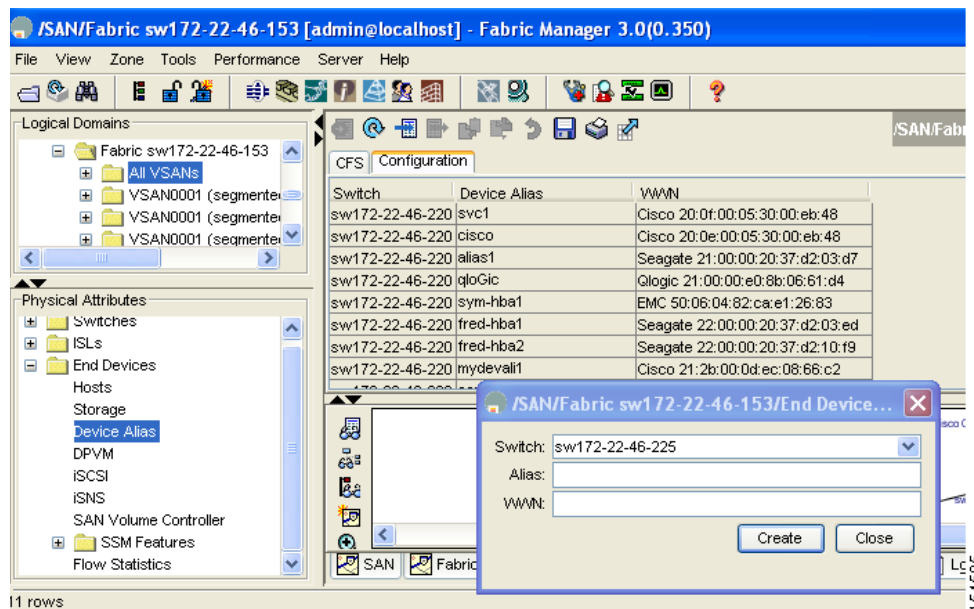 /SAN/Fabric sw172-22-46-153 [admin@localhost] - Fabric Manager 3.0(0.350)
File View Zone Tools Performance Server Help
Logical Domains
Fabric sw172-22-46-153
All VSANs
VSAN0001 (segmented
VSAN0001 (segmented
VSAN0001 (segmented
Physical Attributes
Switches
ISLs
End Devices
Hosts
Storage
Device Alias
DPVM
iSCSI
iSNS
SAN Volume Controller
SSM Features
Flow Statistics
/SAN/Fabri
CFS Configuration
Switch Device Alias WWN
sw172-22-46-220 svc1 Cisco 20:0f:00:05:30:00:eb:48
sw172-22-46-220 cisco Cisco 20:0e:00:05:30:00:eb:48
sw172-22-46-220 alias1 Seagate 21:00:00:20:37:d2:03:d7
sw172-22-46-220 qloGic Qlogic 21:00:00:e0:8b:06:61:d4
sw172-22-46-220 sym-hba1 EMC 50:06:04:82:ca:e1:26:83
sw172-22-46-220 fred-hba1 Seagate 22:00:00:20:37:d2:03:ed
sw172-22-46-220 fred-hba2 Seagate 22:00:00:20:37:d2:10:f9
sw172-22-46-220 mydevali1 Cisco 21:2b:00:0d:ec:08:66:c2
/SAN/Fabric sw172-22-46-153/End Device...
Switch: sw172-22-46-225
Alias:
WWN:
Create Close
SAN Fabric
11 rows